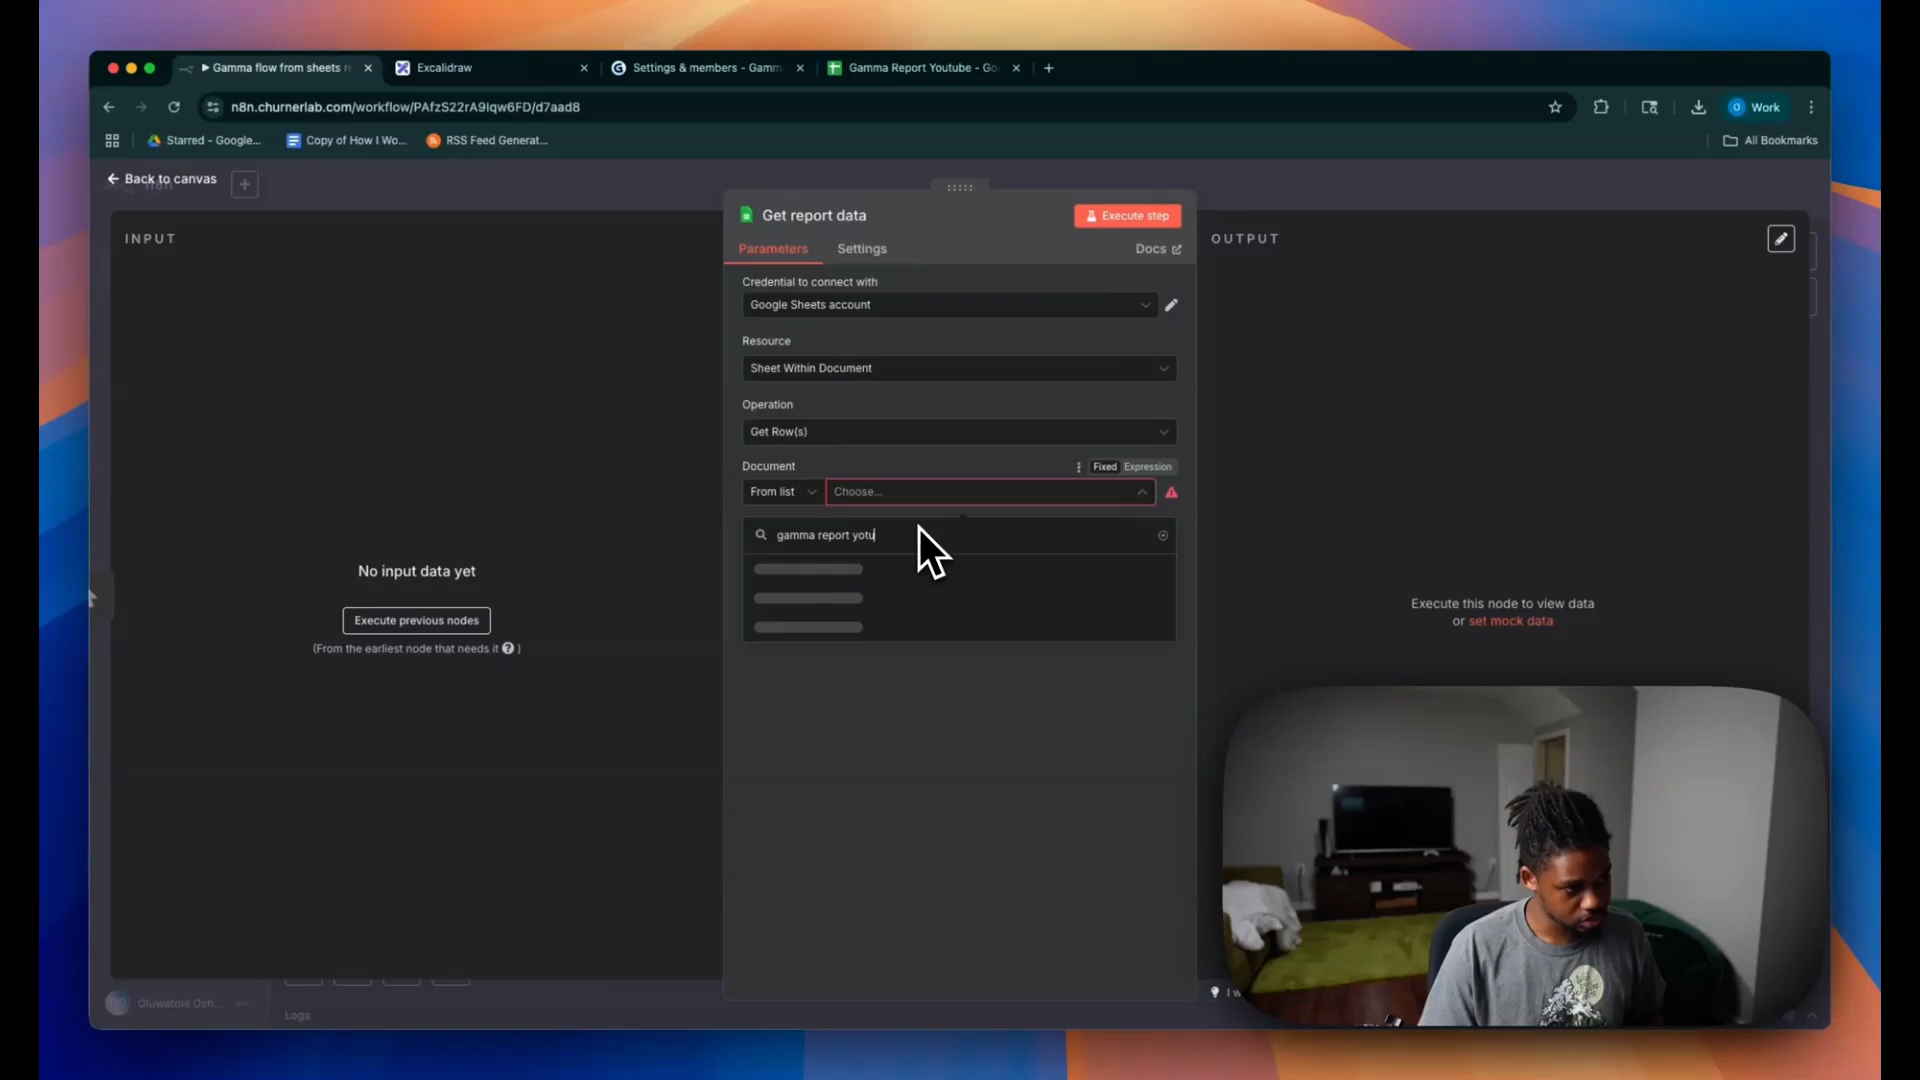 Gamma flow from sheets r
Excalidraw
Settings & members - Gamm
Gamma Report Youtube - Go
n8n.churnerlab.com/workflow/PAfzS22rA9Iqw6FD/d7aad8
Work
Starred - Google...
Copy of How I Wo...
RSS Feed Generat...
All Bookmarks
Back to canvas
INPUT
No input data yet
Execute previous nodes
(From the earliest node that needs it ? )
Get report data
Execute step
Parameters
Settings
Docs
Credential to connect with
Google Sheets account
Resource
Sheet Within Document
Operation
Get Row(s)
Document
Fixed
Expression
From list
Choose...
gamma report yotu
OUTPUT
Execute this node to view data
or set mock data
I w
Oluwatoni Osh...
Logs